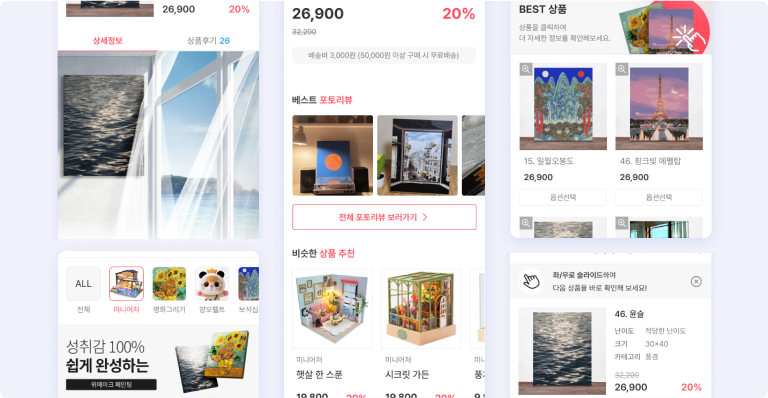 26,900 20%
상세정보 상품후기 26
ALL
전체 미니어처 명화그리기 양모펠트 보석십
성취감 100%
쉽게 완성하는
위메이크 페인팅
26,900 20%
32,200
배송비 3,000원 (50,000원 이상 구매 시 무료배송)
베스트 포토리뷰
전체 포토리뷰 보러가기
비슷한 상품 추천
미니어처 미니어처 미니
햇살 한 스푼 시크릿 가든 풍기
19,800 20% 19,800 20% 9,8
BEST 상품
상품을 클릭하여
더 자세한 정보를 확인해보세요.
15. 일월오봉도 46. 핑크빛 에펠탑
26,900 26,900
옵션선택 옵션선택
좌/우로 슬라이드하여
다음 상품을 바로 확인해 보세요!
46. 윤슬
난이도 적당한 난이도
크기 30×40
카테고리 풍경
32,200
26,900 20%